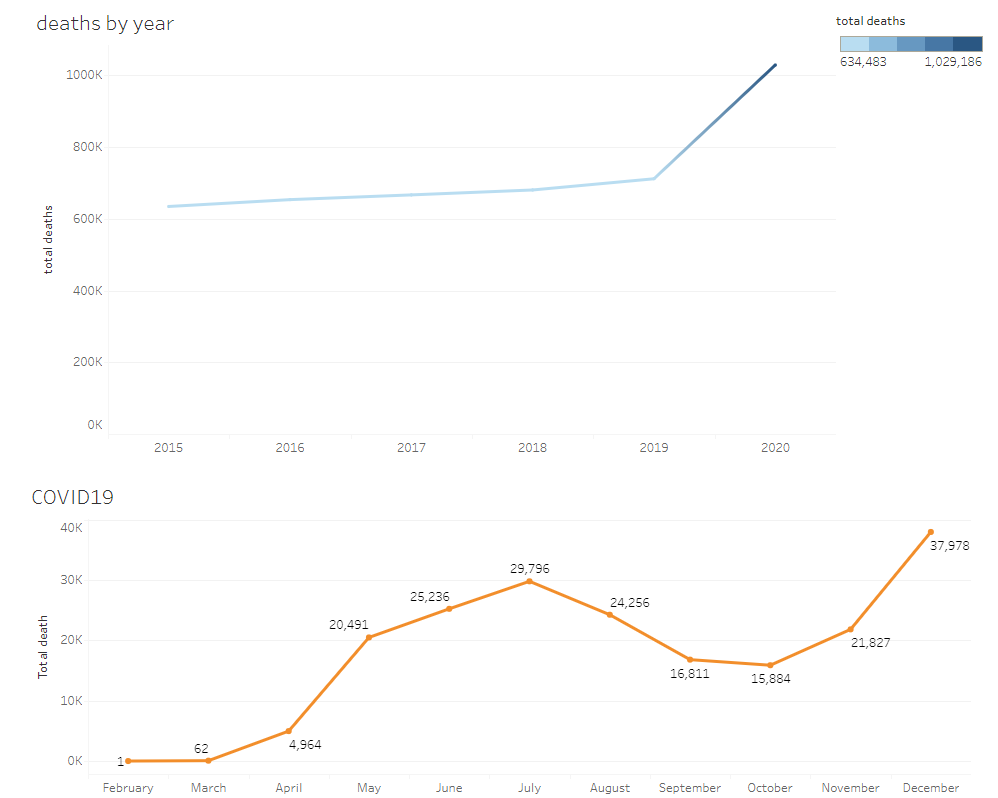 deaths by year
total deaths
634,483 1,029,186
1000K
800K
600K
400K
200K
0K
total deaths
2015 2016 2017 2018 2019 2020
COVID19
40K
30K
20K
10K
0K
Total death
1
62
4,964
20,491
25,236
29,796
24,256
16,811
15,884
21,827
37,978
February March April May June July August September October November December